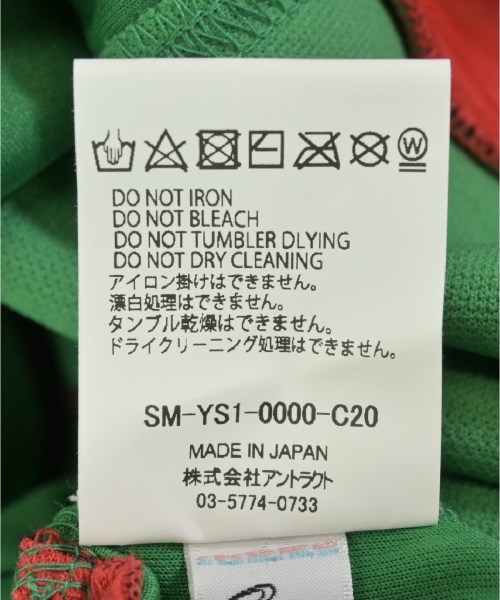 W
DO NOT IRON
DO NOT BLEACH
DO NOT TUMBLER DLYING
DO NOT DRY CLEANING
アイロン掛けはできません。
漂白処理はできません。
タンブル乾燥はできません。
ドライクリーニング処理はできません。
SM-YS1-0000-C20
MADE IN JAPAN
株式会社アントラクト
03-5774-0733